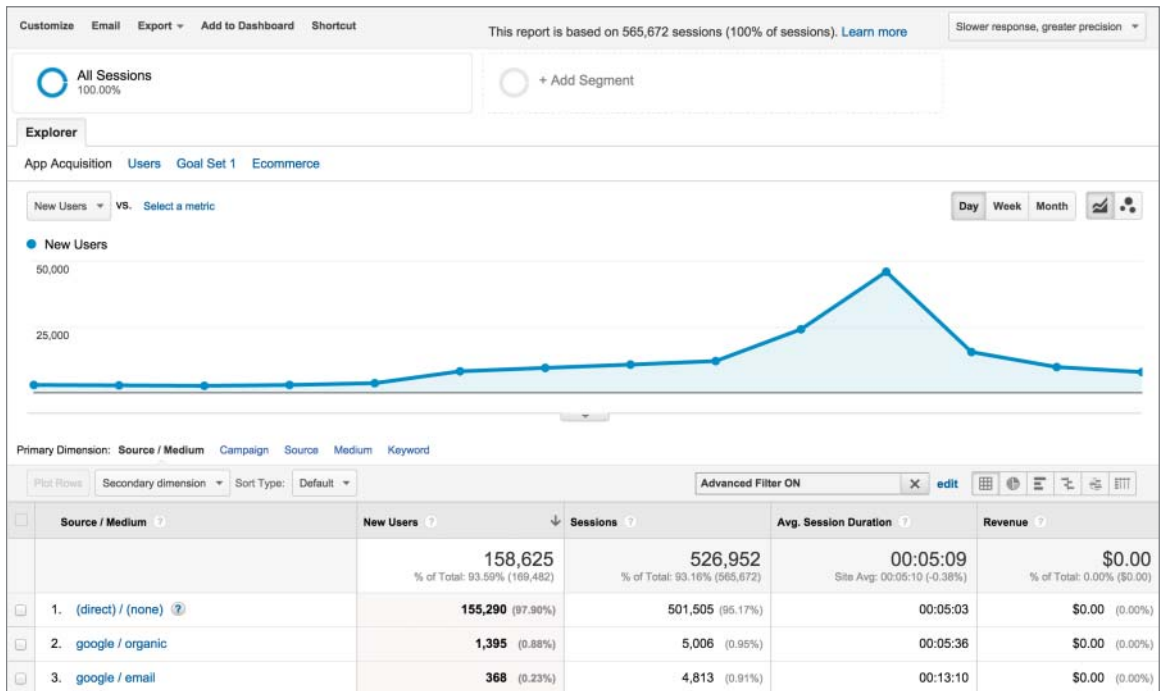 Customize Email Export Add to Dashboard Shortcut
This report is based on 565,672 sessions (100% of sessions). Learn more
Slower response, greater precision
All Sessions
100.00%
+ Add Segment
Explorer
App Acquisition Users Goal Set 1 Ecommerce
New Users VS. Select a metric
Day Week Month
New Users
50,000
25,000
Primary Dimension: Source / Medium Campaign Source Medium Keyword
Plot Rows Secondary dimension Sort Type: Default Advanced Filter ON edit
Source / Medium ? New Users ? Sessions ? Avg. Session Duration ? Revenue ?
158,625 526,952 00:05:09 $0.00
% of Total: 93.59% (169,482) % of Total: 93.16% (565,672) Site Avg: 00:05:10 (-0.38%) % of Total: 0.00% ($0.00)
1. (direct) / (none) ? 155,290 (97.90%) 501,505 (95.17%) 00:05:03 $0.00 (0.00%)
2. google / organic 1,395 (0.88%) 5,006 (0.95%) 00:05:36 $0.00 (0.00%)
3. google / email 368 (0.23%) 4,813 (0.91%) 00:13:10 $0.00 (0.00%)